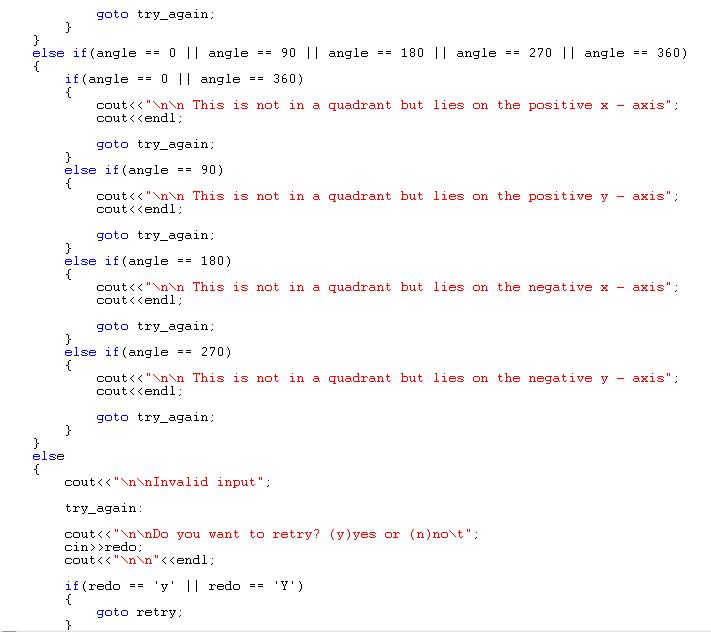 goto try_again;
}
}
else if(angle == 0 || angle == 90 || angle == 180 || angle == 270 || angle == 360)
{
if(angle == 0 || angle == 360)
{
cout<<"\n\n This is not in a quadrant but lies on the positive x - axis";
cout<<endl;
goto try_again;
}
else if(angle == 90)
{
cout<<"\n\n This is not in a quadrant but lies on the positive y - axis";
cout<<endl;
goto try_again;
}
else if(angle == 180)
{
cout<<"\n\n This is not in a quadrant but lies on the negative x - axis";
cout<<endl;
goto try_again;
}
else if(angle == 270)
{
cout<<"\n\n This is not in a quadrant but lies on the negative y - axis";
cout<<endl;
goto try_again;
}
}
else
{
cout<<"\n\nInvalid input";
try_again:
cout<<"\n\nDo you want to retry? (y)yes or (n)no\t";
cin>>redo;
cout<<"\n\n"<<endl;
if(redo == 'y' || redo == 'Y')
{
goto retry;
}